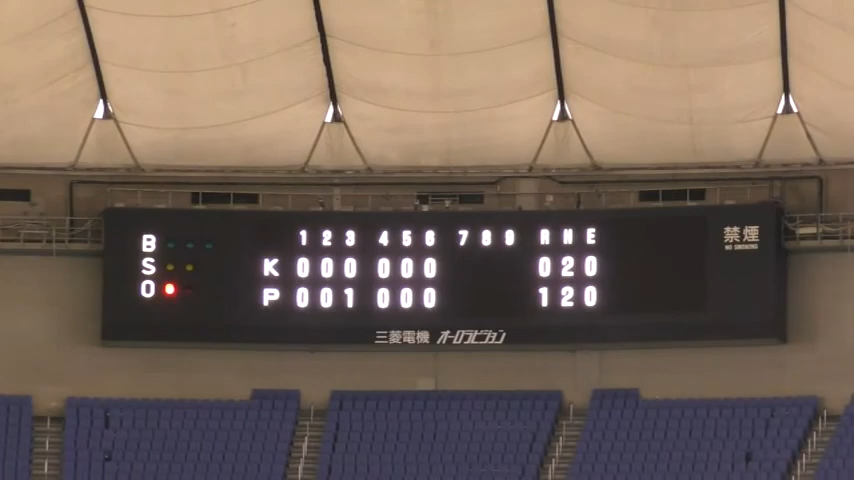 B 1 2 3 4 5 6 7 8 9 R H E 禁煙
NO SMOKING
S K 0 0 0 0 0 0 0 2 0
O P 0 0 1 0 0 0 1 2 0
三菱電機 オーロラビジョン